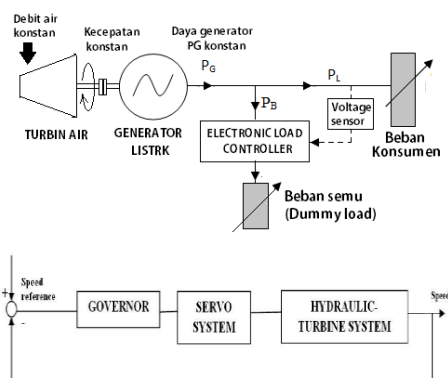 Debit air
konstan
Kecepatan
konstan
Daya generator
PG konstan
PG
PL
PB
Voltage
sensor
TURBIN AIR
GENERATOR
LISTRK
ELECTRONIC LOAD
CONTROLLER
Beban
Konsumen
Beban semu
(Dummy load)
Speed
reference
+
-
GOVERNOR
SERVO
SYSTEM
HYDRAULIC-
TURBINE SYSTEM
Speed